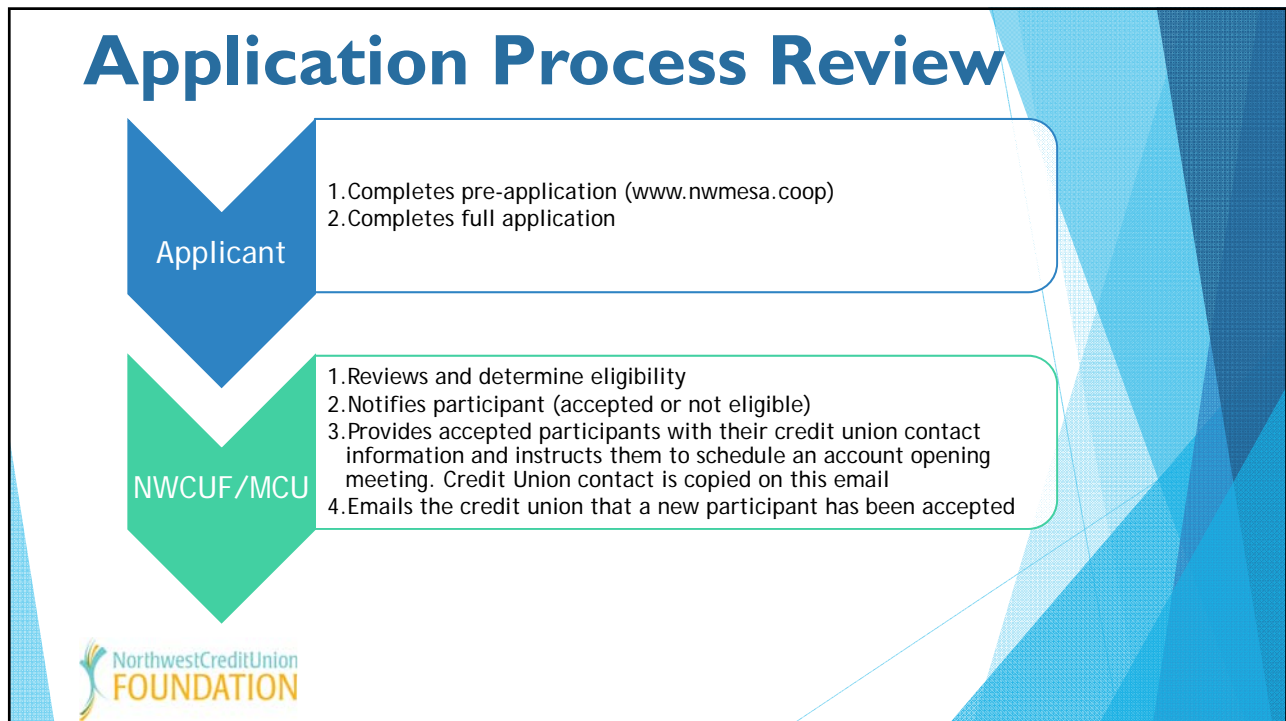 Application Process Review
Applicant
1.Completes pre-application (www.nwmesa.coop)
2.Completes full application
NWCUF/MCU
1.Reviews and determine eligibility
2.Notifies participant (accepted or not eligible)
3.Provides accepted participants with their credit union contact
information and instructs them to schedule an account opening
meeting. Credit Union contact is copied on this email
4.Emails the credit union that a new participant has been accepted
NorthwestCreditUnion
FOUNDATION